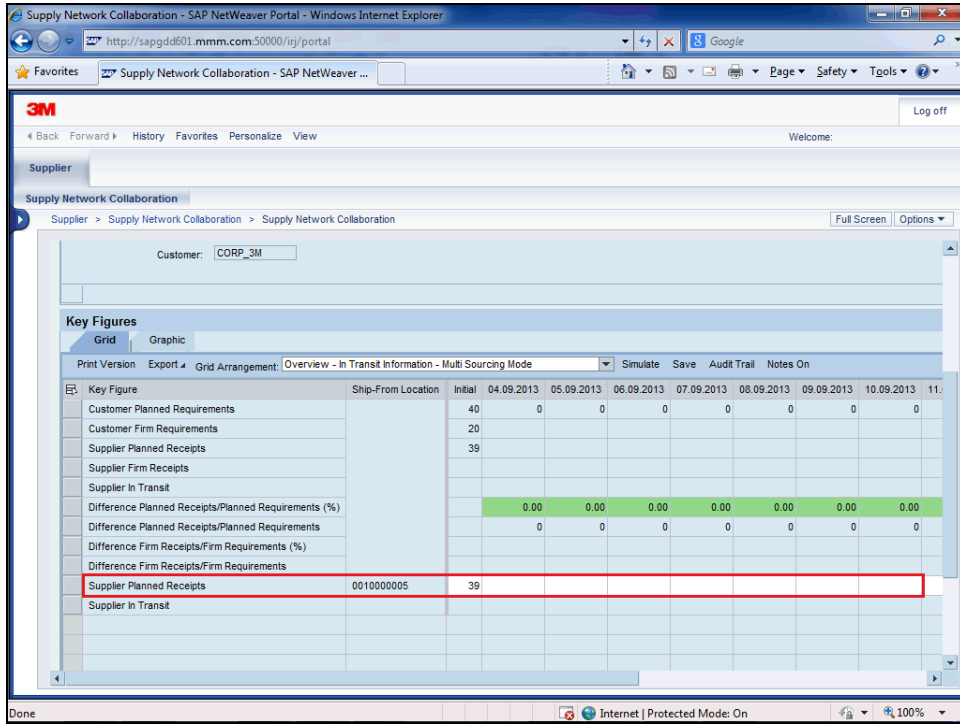 Supply Network Collaboration - SAP NetWeaver Portal - Windows Internet Explorer
http://sapgdd601.mmm.com:50000/irj/portal
Google
Favorites Supply Network Collaboration - SAP NetWeaver ... Page Safety Tools
3M Log off
Back Forward History Favorites Personalize View Welcome:
Supplier
Supply Network Collaboration
Supplier > Supply Network Collaboration > Supply Network Collaboration Full Screen Options
Customer: CORP_3M
Key Figures
Grid Graphic
Print Version Export Grid Arrangement: Overview - In Transit Information - Multi Sourcing Mode Simulate Save Audit Trail Notes On
Key Figure Ship-From Location Initial 04.09.2013 05.09.2013 06.09.2013 07.09.2013 08.09.2013 09.09.2013 10.09.2013 11.
Customer Planned Requirements 40 0 0 0 0 0 0 0
Customer Firm Requirements 20
Supplier Planned Receipts 39
Supplier Firm Receipts
Supplier In Transit
Difference Planned Receipts/Planned Requirements (%) 0.00 0.00 0.00 0.00 0.00 0.00 0.00
Difference Planned Receipts/Planned Requirements 0 0 0 0 0 0 0
Difference Firm Receipts/Firm Requirements (%)
Difference Firm Receipts/Firm Requirements
Supplier Planned Receipts 0010000005 39
Supplier In Transit
Done Internet | Protected Mode: On 100%